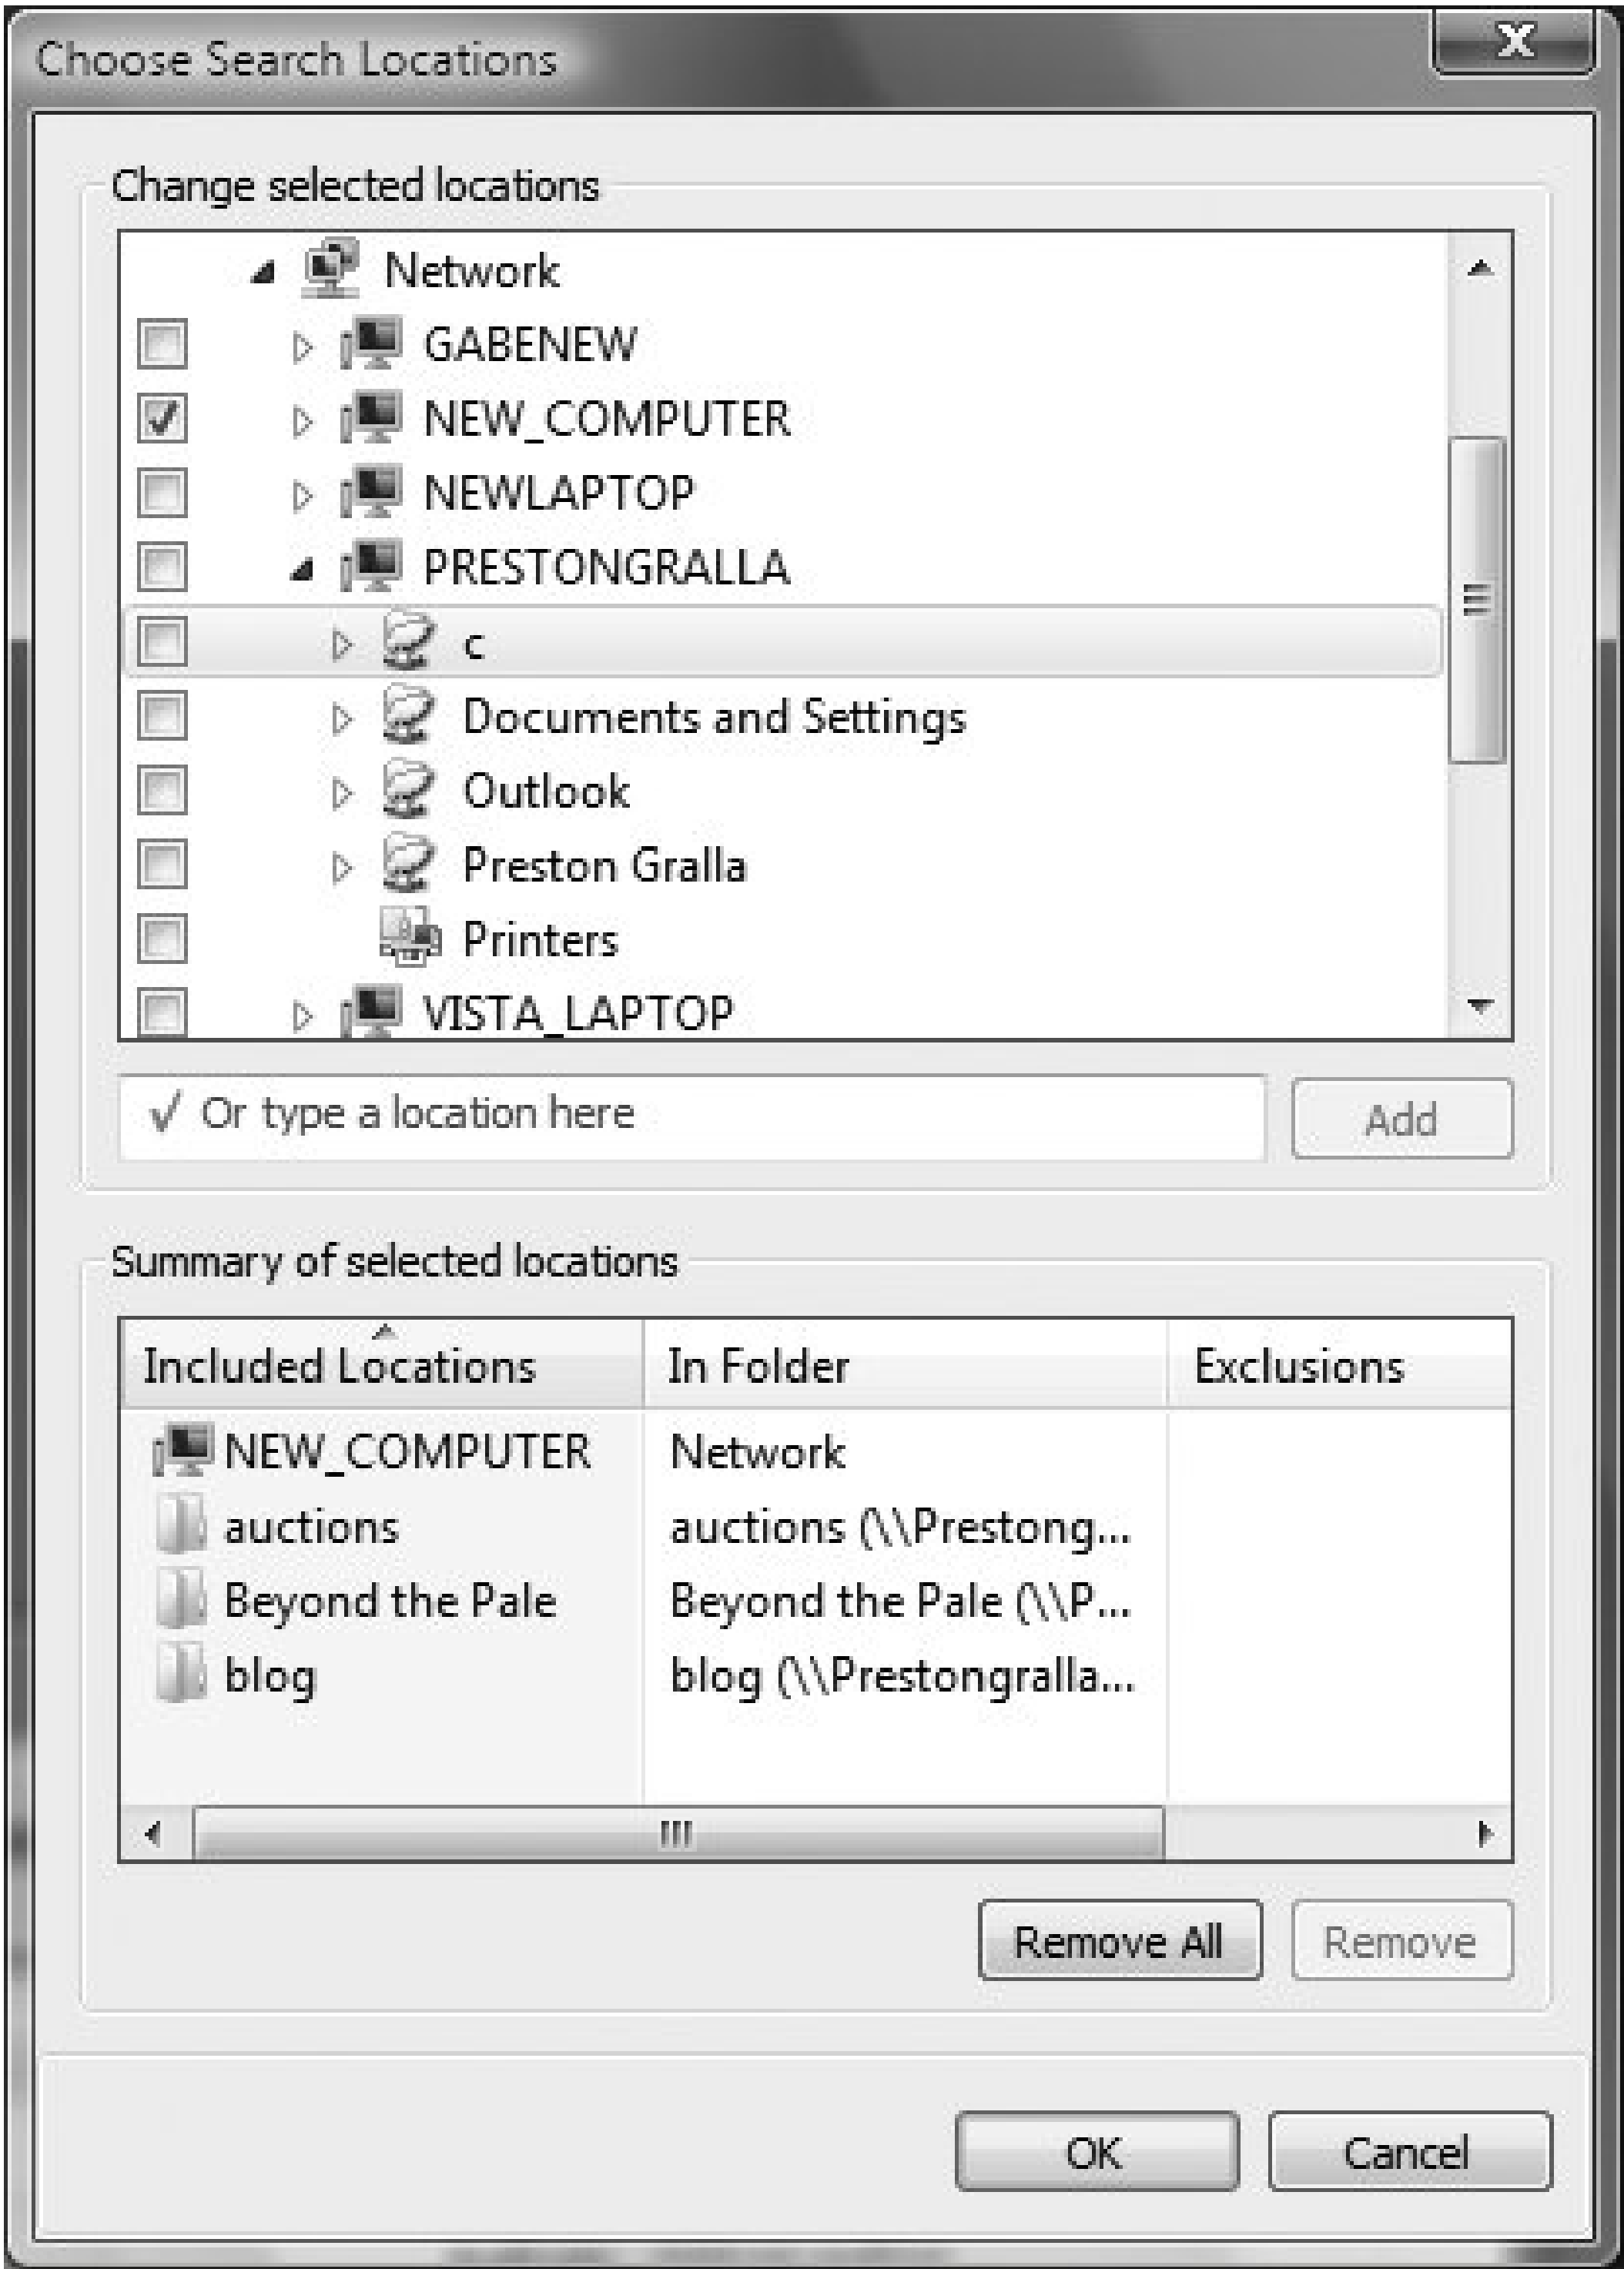 Choose Search Locations
Change selected locations
Network
GABENEW
NEW_COMPUTER
NEWLAPTOP
PRESTONGRALLA
c
Documents and Settings
Outlook
Preston Gralla
Printers
VISTA_LAPTOP
Or type a location here Add
Summary of selected locations
Included Locations In Folder Exclusions
NEW_COMPUTER Network
auctions auctions (\\Prestong...
Beyond the Pale Beyond the Pale (\\P...
blog blog (\\Prestongralla...
Remove All Remove
OK Cancel